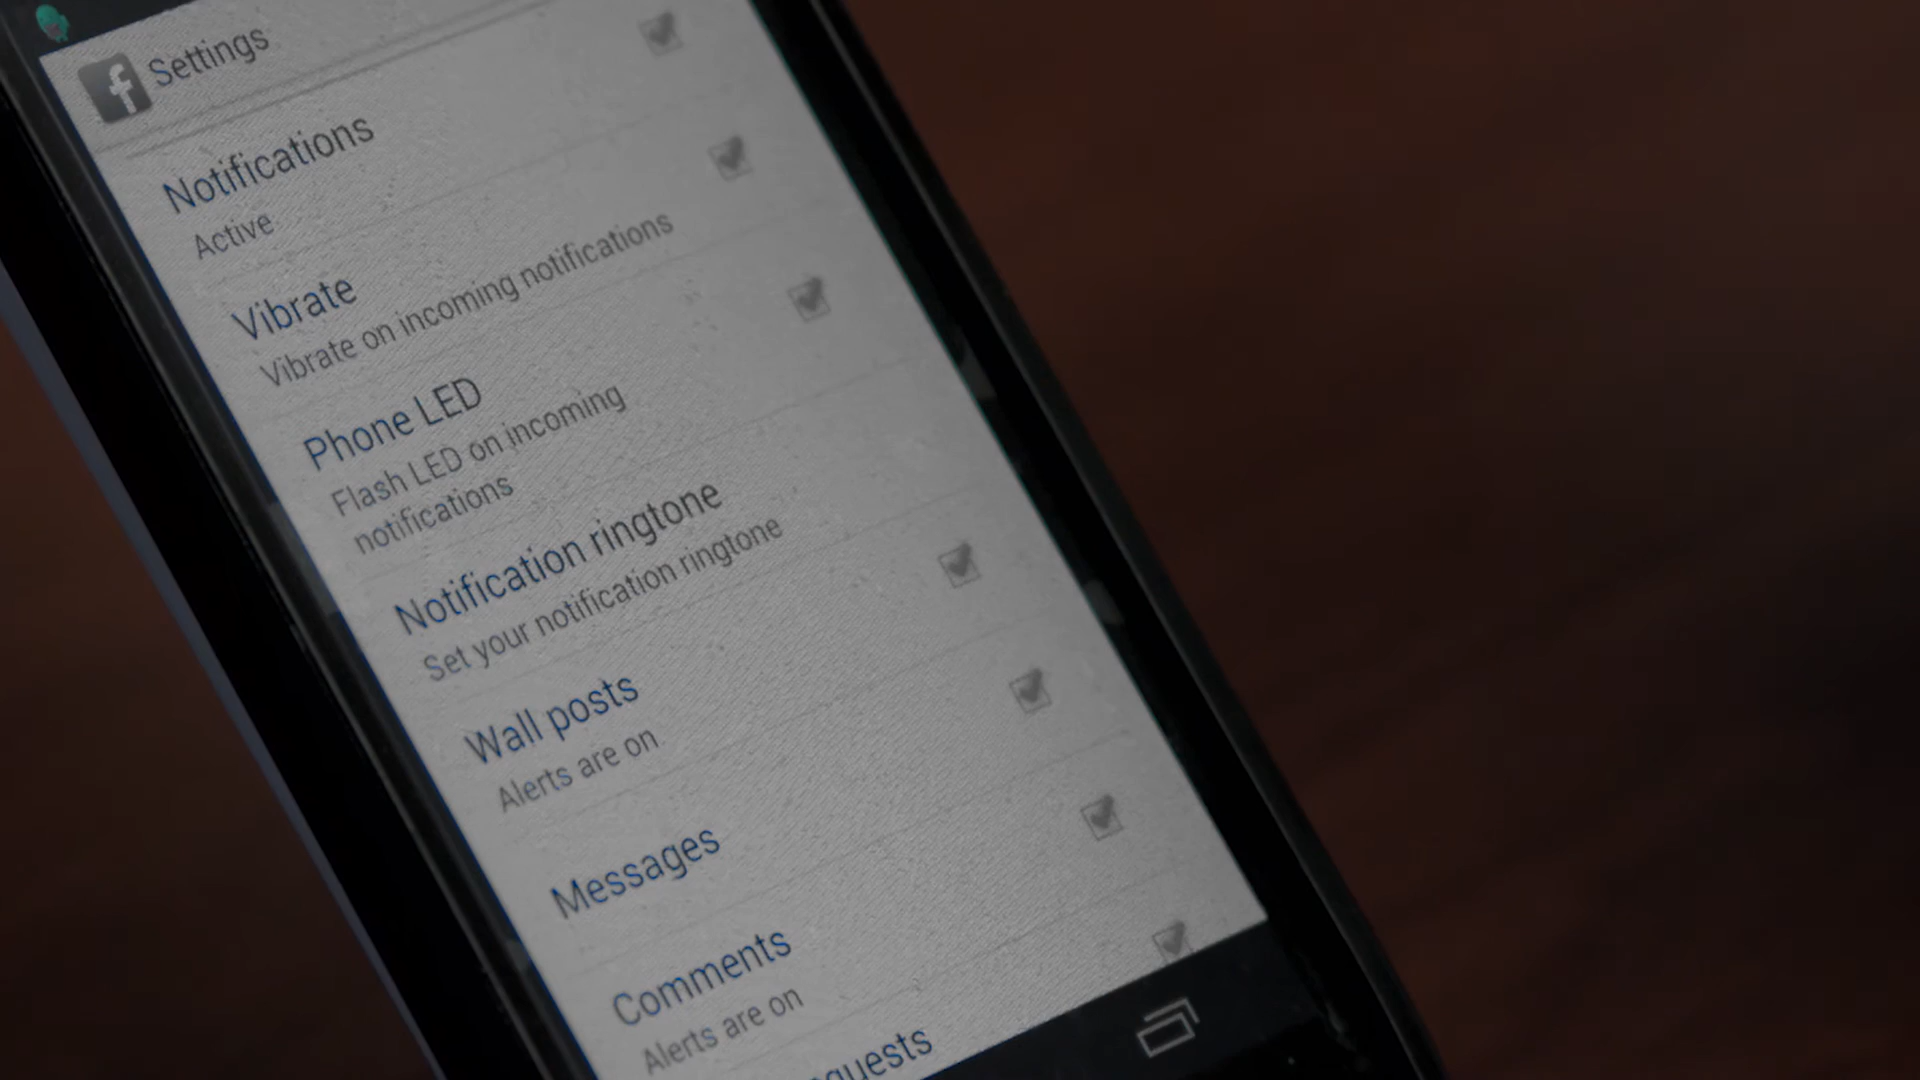 Settings
Notifications
Active
Vibrate
Vibrate on incoming notifications
Phone LED
Flash LED on incoming
notifications
Notification ringtone
Set your notification ringtone
Wall posts
Alerts are on
Messages
Comments
Alerts are on